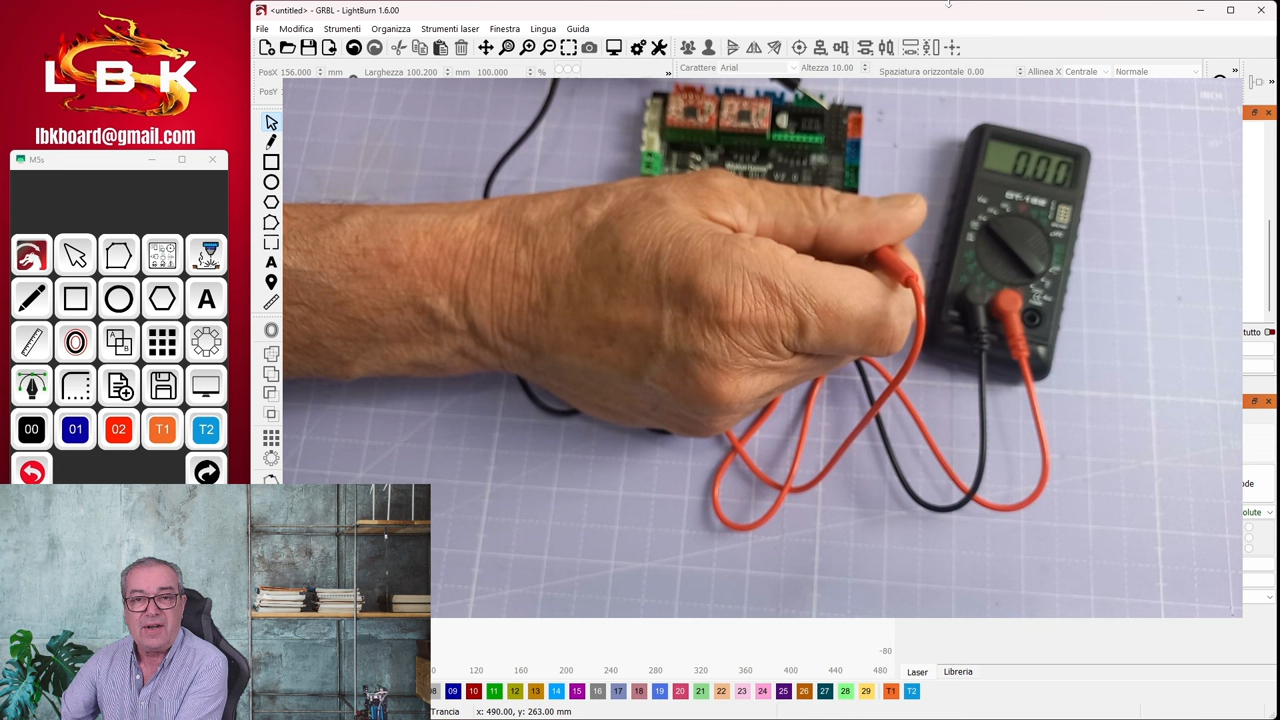 LBK
lbkboard@gmail.com
M5s
A
00
01
02
T1
T2
<untitled> - GRBL - LightBurn 1.6.00
File
Modifica
Strumenti
Organizza
Strumenti laser
Finestra
Lingua
Guida
PosX 156.000 mm
Larghezza 100.200 mm
100.000 %
»
Carattere Arial
Altezza 10.00
Spaziatura orizzontale 0.00
Allinea X Centrale
Normale
»
PosY
A
0.00
tutto
-80
120
160
200
240
280
320
360
400
440
480
Laser
Libreria
09
10
11
12
13
14
15
16
17
18
19
20
21
22
23
24
25
26
27
28
29
T1
T2
Trancia
x: 490.00, y: 263.00 mm